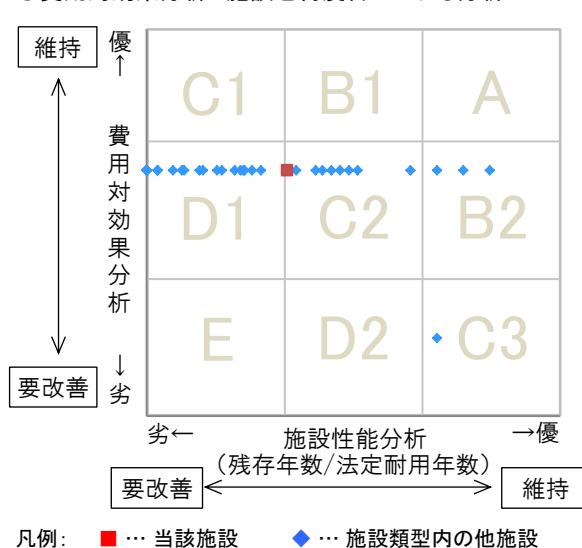 維持
優
↑
費用対効果分析
↓
劣
要改善
C1 B1 A
D1 C2 B2
E D2 C3
劣← 施設性能分析 →優
(残存年数/法定耐用年数)
要改善 維持
凡例: ■ … 当該施設 ◆ … 施設類型内の他施設